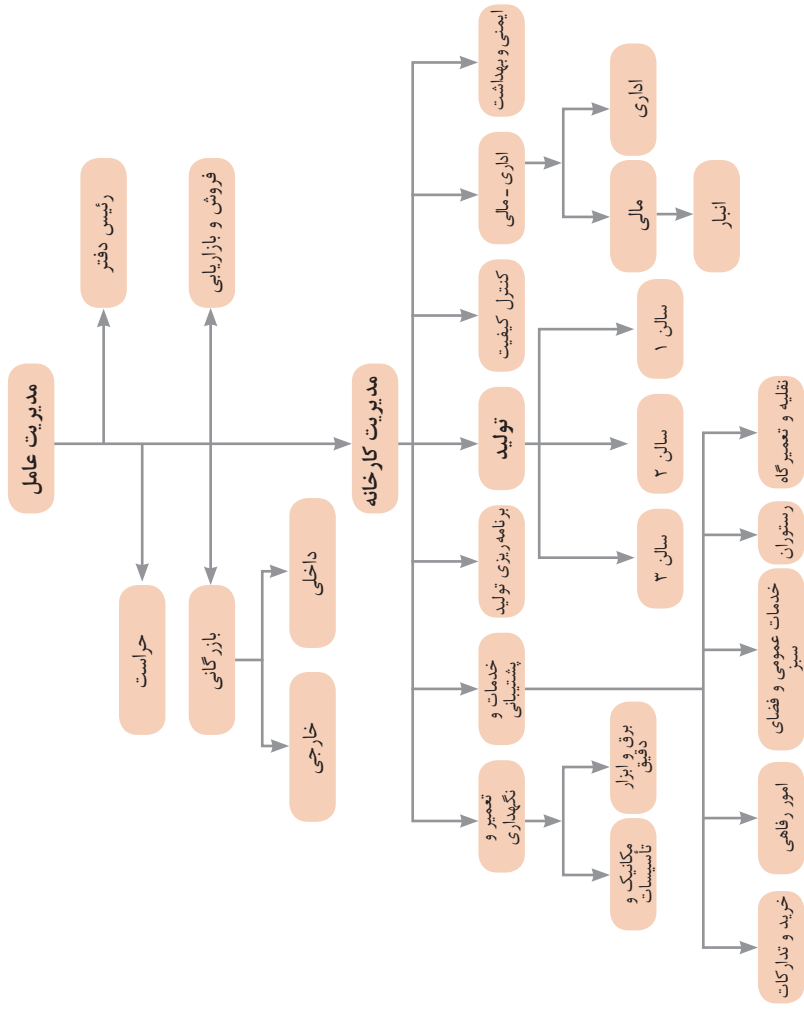 مدیریت عامل
رئیس دفتر
حراست
فروش و بازاریابی
بازرگانی
داخلی
خارجی
مدیریت کارخانه
ایمنی و بهداشت
اداری - مالی
کنترل کیفیت
تولید
برنامه ریزی تولید
خدمات و
پشتیبانی
تعمیر و
نگهداری
اداری
مالی
انبار
سالن ۱
سالن ۲
سالن ۳
برق و ابزار
دقیق
مکانیک و
تأسیسات
نقلیه و تعمیرگاه
رستوران
خدمات عمومی و فضای
سبز
امور رفاهی
خرید و تدارکات